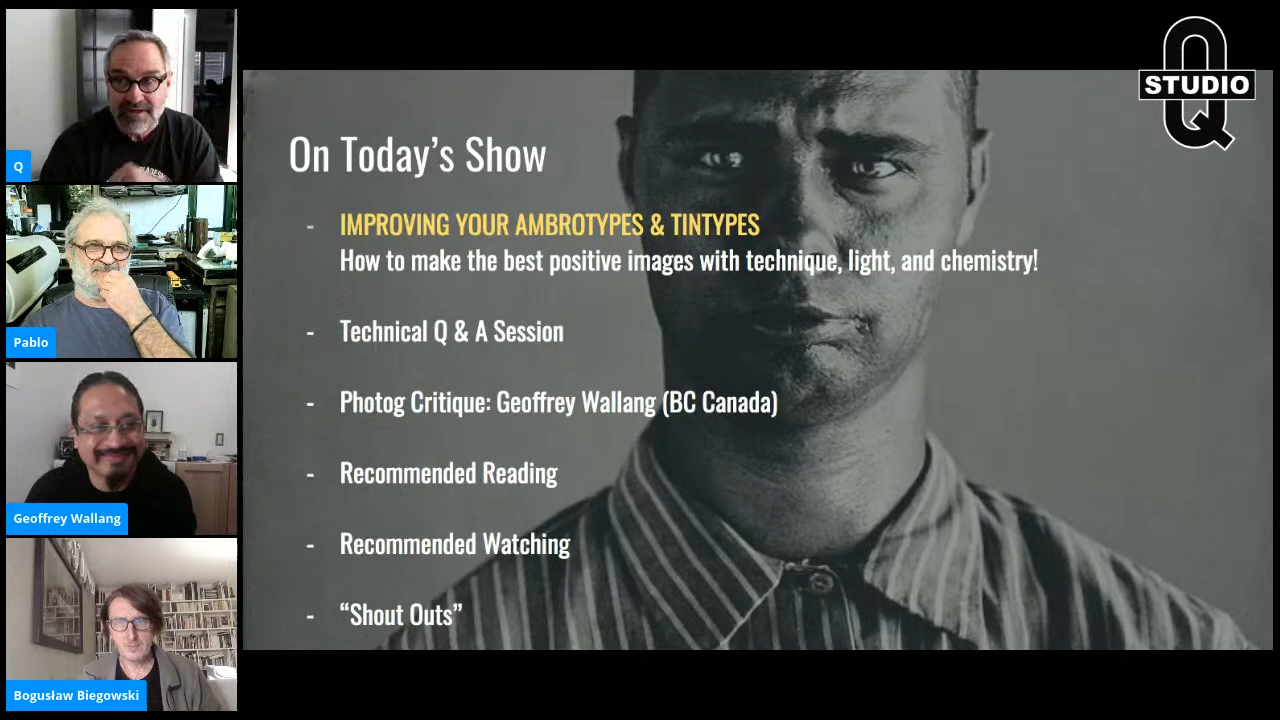 Q
STUDIO
Q
Pablo
Geoffrey Wallang
Bogusław Biegowski
On Today’s Show
- IMPROVING YOUR AMBROTYPES & TINTYPES
How to make the best positive images with technique, light, and chemistry!
- Technical Q & A Session
- Photog Critique: Geoffrey Wallang (BC Canada)
- Recommended Reading
- Recommended Watching
- “Shout Outs”